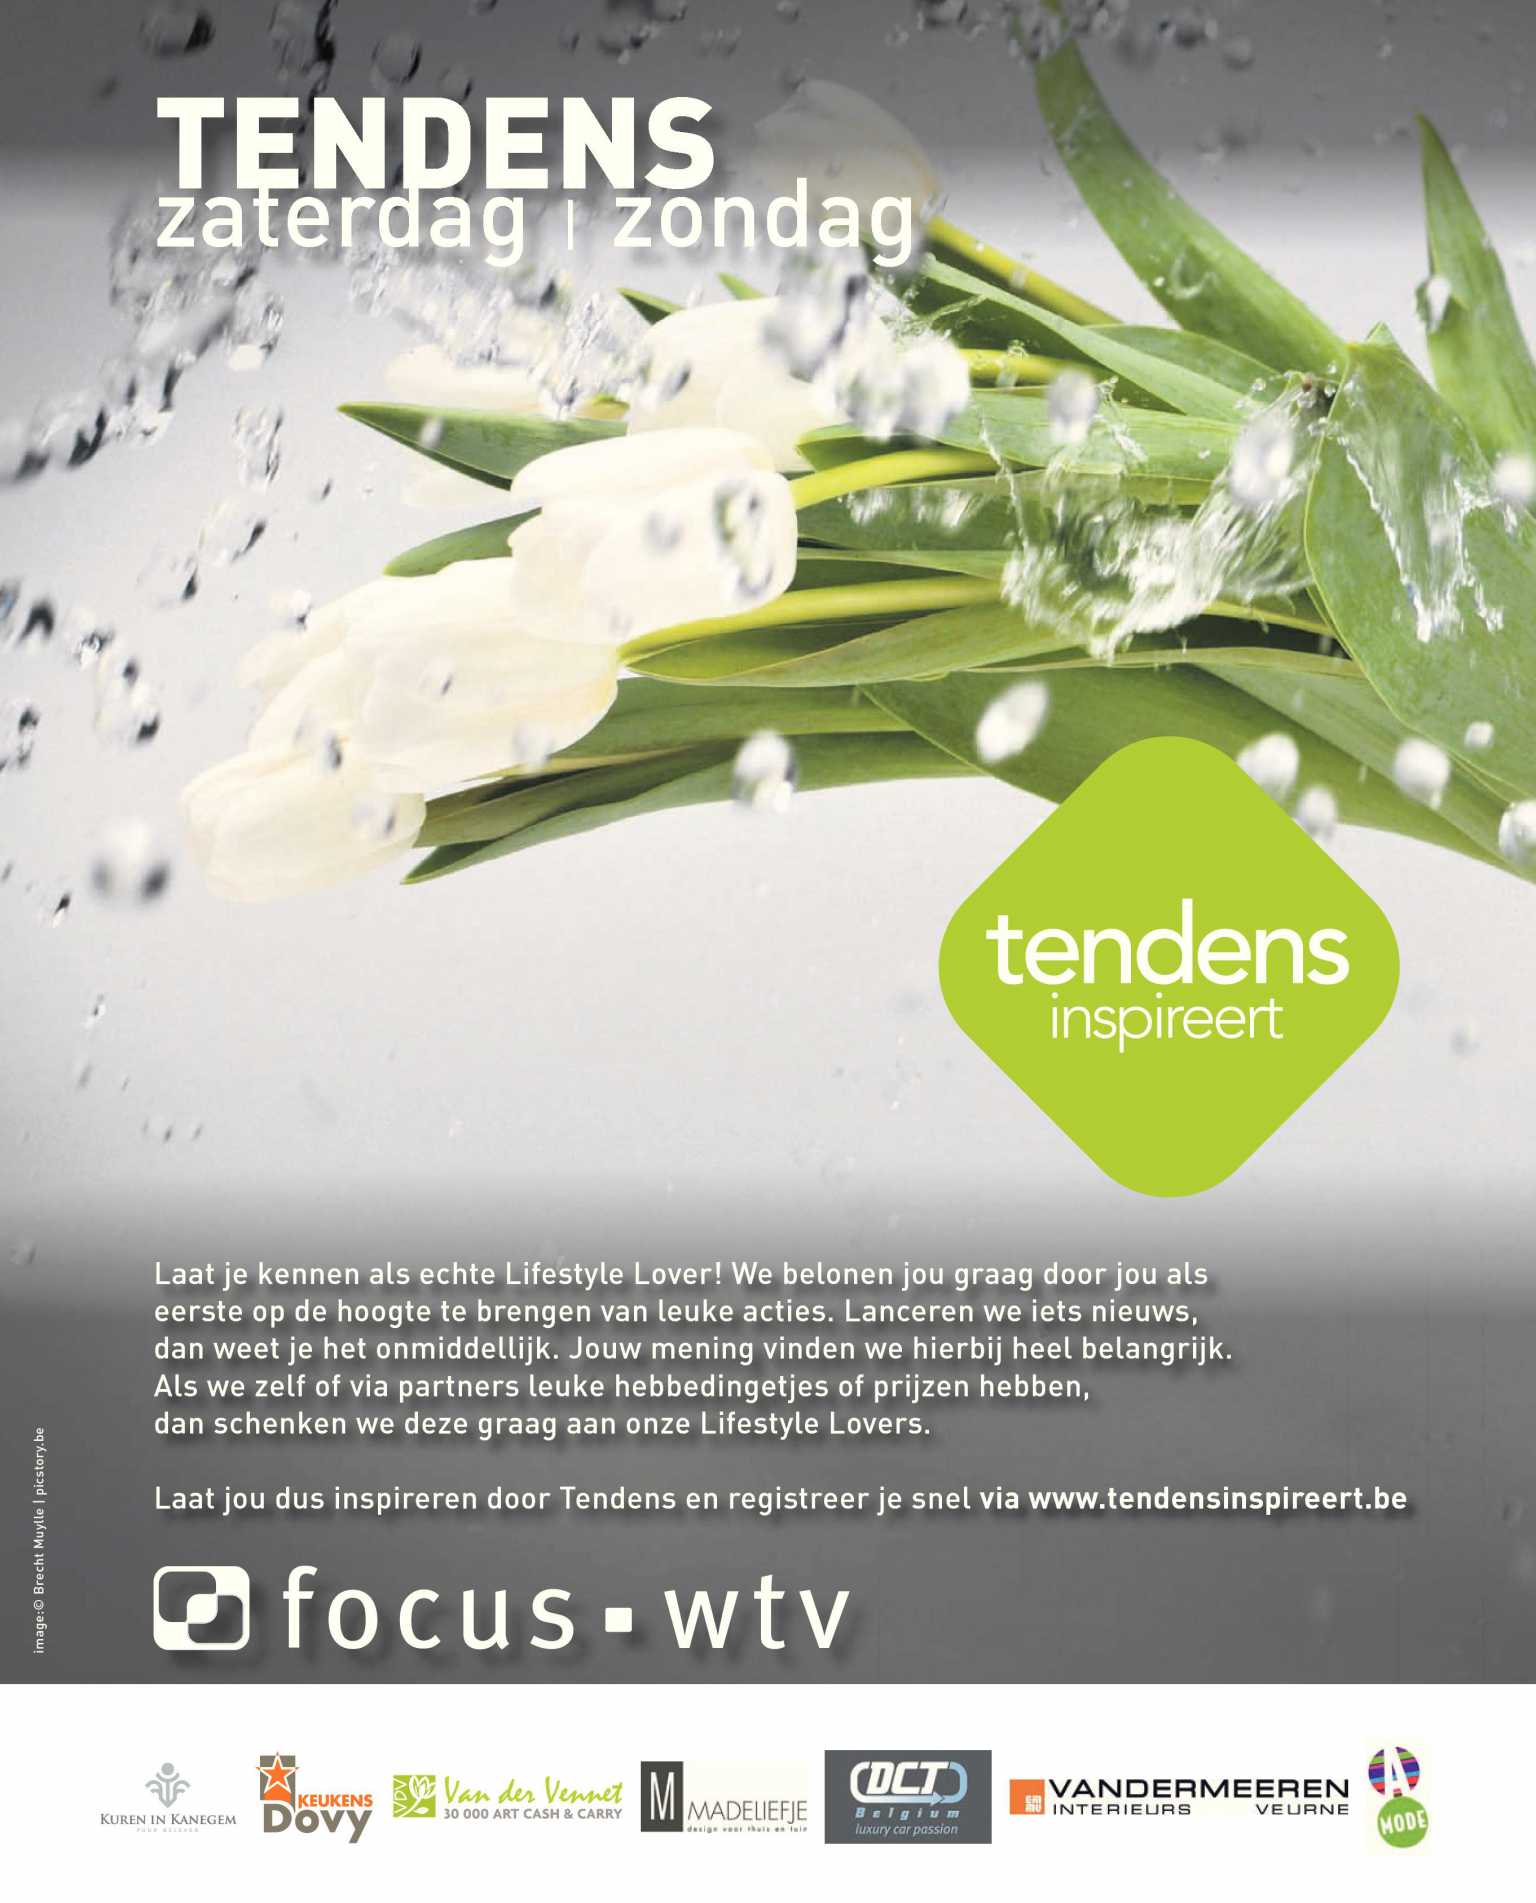 TENDENS
zaterdag | zondag
tendens
inspireert
Laat je kennen als echte Lifestyle Lover! We belonen jou graag door jou als
eerste op de hoogte te brengen van leuke acties. Lanceren we iets nieuws,
dan weet je het onmiddellijk. Jouw mening vinden we hierbij heel belangrijk.
Als we zelf of via partners leuke hebbedingetjes of prijzen hebben,
dan schenken we deze graag aan onze Lifestyle Lovers.
Laat jou dus inspireren door Tendens en registreer je snel via www.tendensinspireert.be
image:© Brecht Muylle | picstory.be
focus wtv
KUREN IN KANEGEM
PUUR BELEVEN
KEUKENS
Dovy
VDV
Van der Vennet
30 000 ART CASH & CARRY
M MADELIEFJE
design voor thuis en tuin
DCT
Belgium
luxury car passion
VANDERMEEREN
INTERIEURS VEURNE
A
MODE